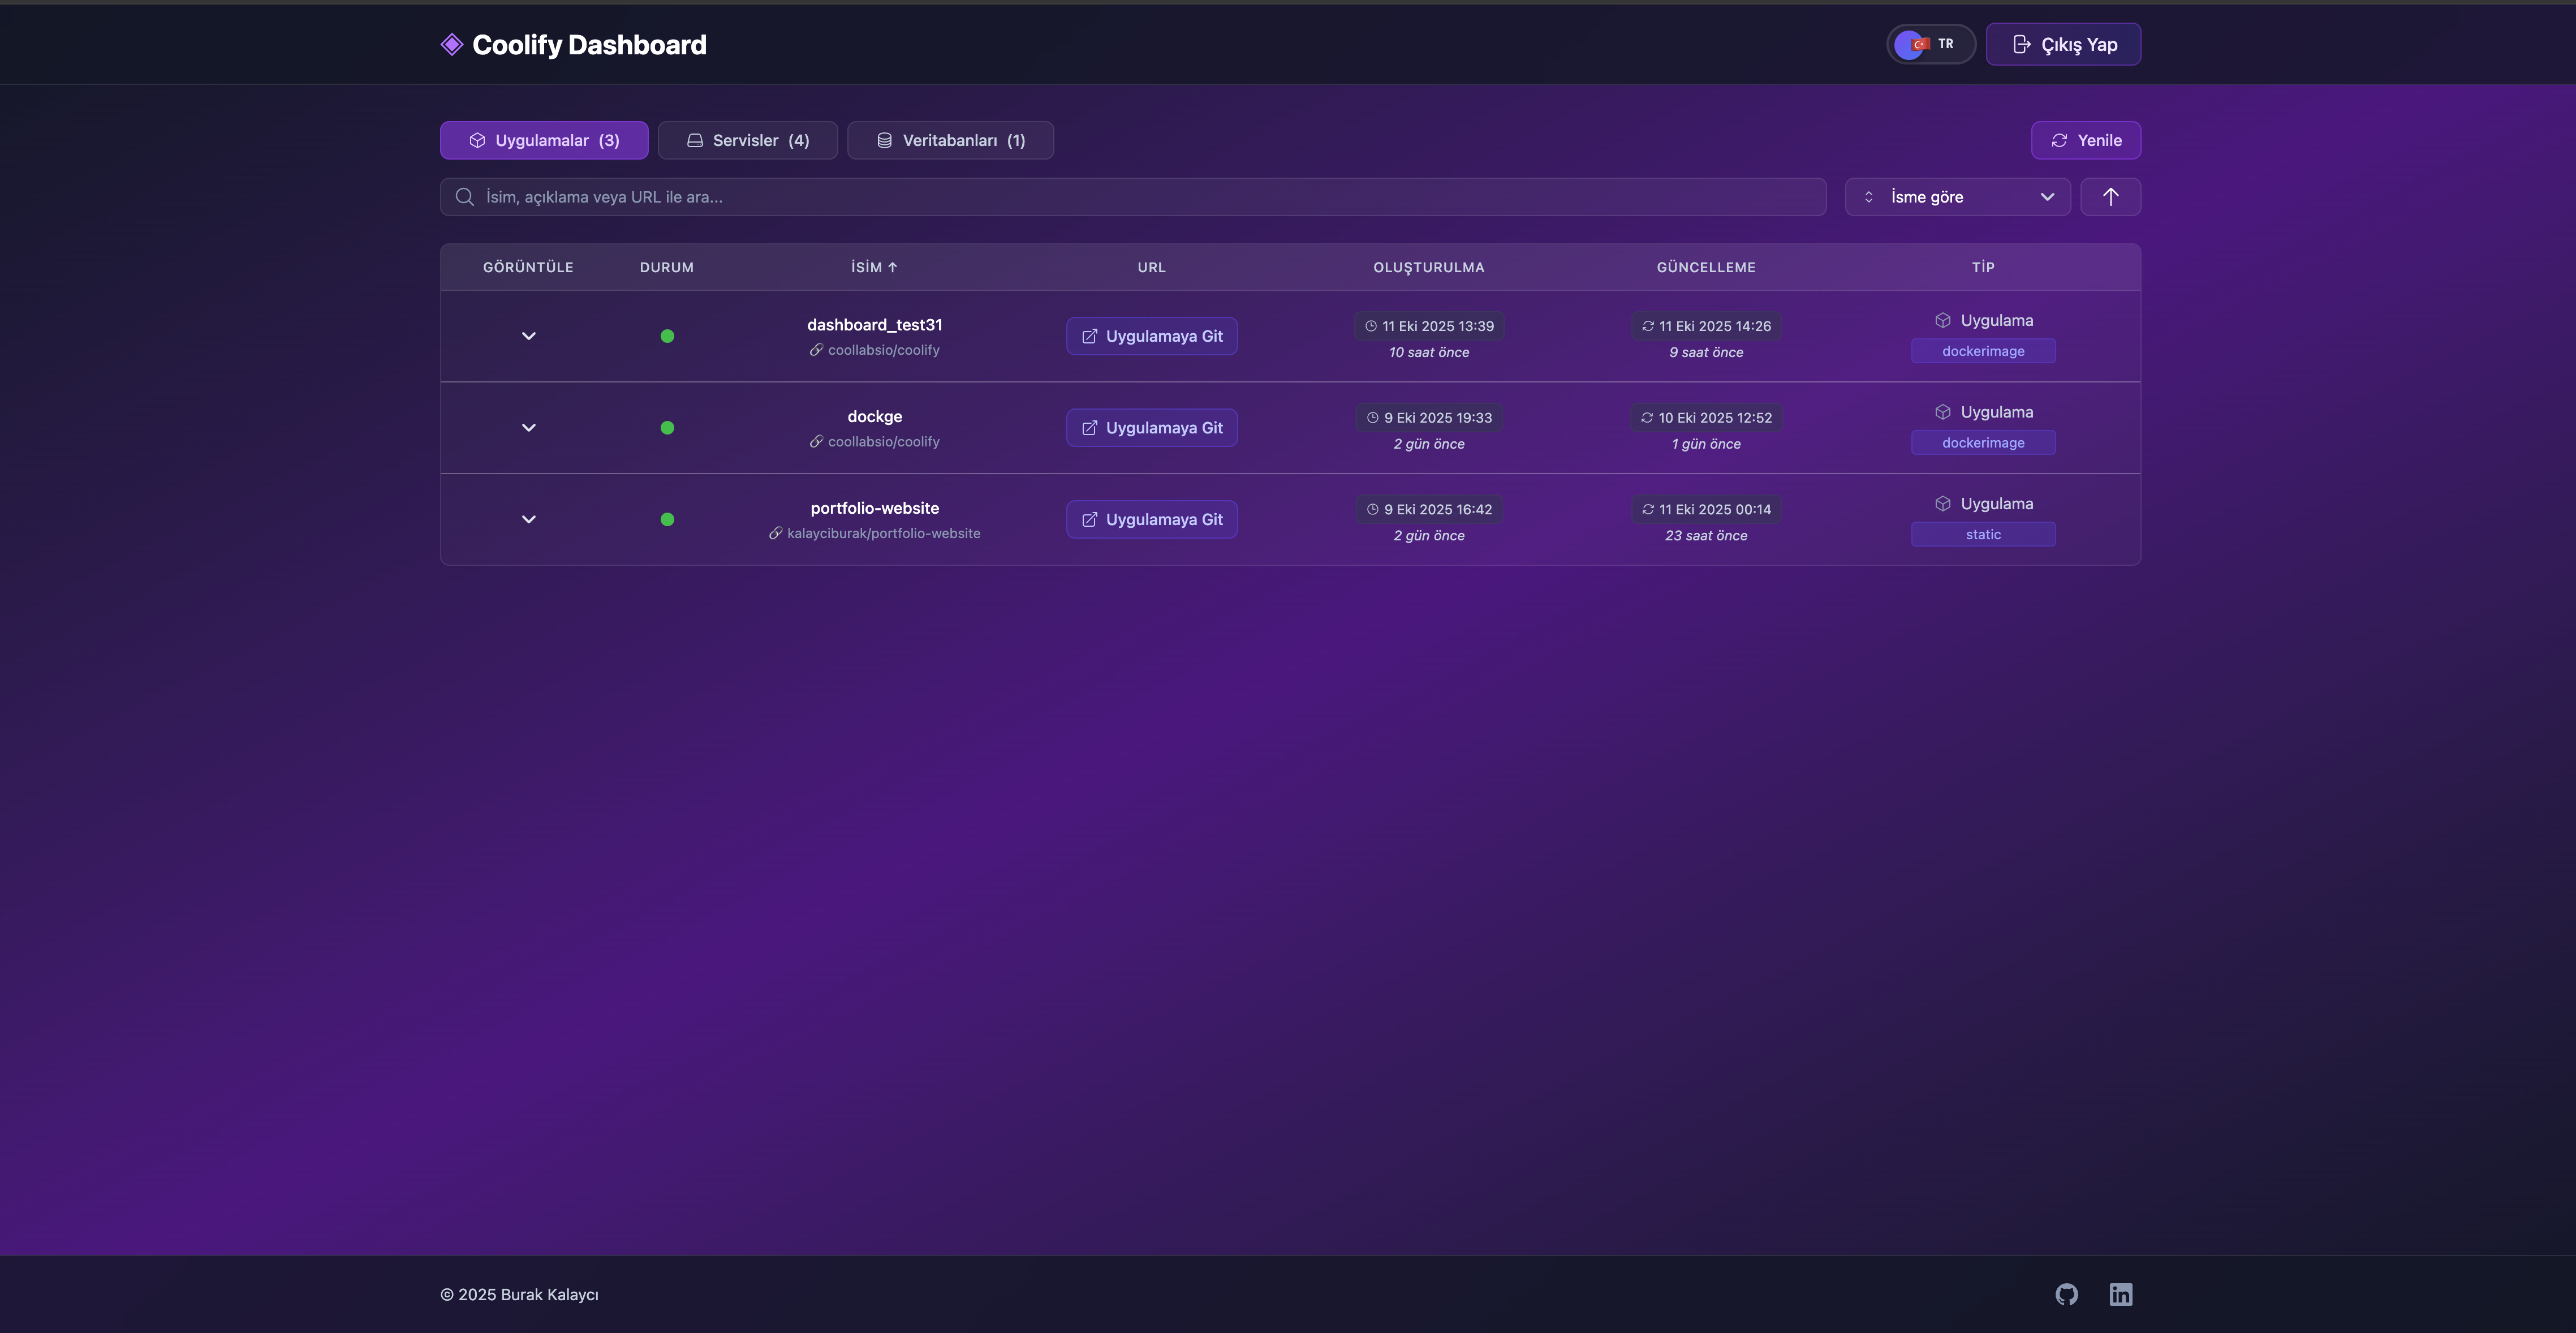 Coolify Dashboard
TR
Çıkış Yap
Uygulamalar (3)
Servisler (4)
Veritabanları (1)
Yenile
İsim, açıklama veya URL ile ara...
İsme göre
GÖRÜNTÜLE DURUM İSİM ↑ URL OLUŞTURULMA GÜNCELLEME TİP
dashboard_test31
coollabsio/coolify
Uygulamaya Git
11 Eki 2025 13:39
10 saat önce
11 Eki 2025 14:26
9 saat önce
Uygulama
dockerimage
dockge
coollabsio/coolify
Uygulamaya Git
9 Eki 2025 19:33
2 gün önce
10 Eki 2025 12:52
1 gün önce
Uygulama
dockerimage
portfolio-website
kalayciburak/portfolio-website
Uygulamaya Git
9 Eki 2025 16:42
2 gün önce
11 Eki 2025 00:14
23 saat önce
Uygulama
static
© 2025 Burak Kalaycı